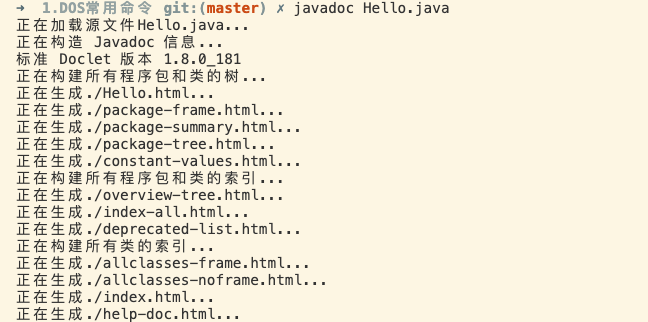 ➜ 1.DOS常用命令 git:(master) ✗ javadoc Hello.java
正在加载源文件Hello.java...
正在构造 Javadoc 信息...
标准 Doclet 版本 1.8.0_181
正在构建所有程序包和类的树...
正在生成./Hello.html...
正在生成./package-frame.html...
正在生成./package-summary.html...
正在生成./package-tree.html...
正在生成./constant-values.html...
正在构建所有程序包和类的索引...
正在生成./overview-tree.html...
正在生成./index-all.html...
正在生成./deprecated-list.html...
正在构建所有类的索引...
正在生成./allclasses-frame.html...
正在生成./allclasses-noframe.html...
正在生成./index.html...
正在生成./help-doc.html...